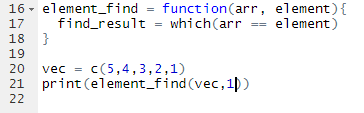 16 element_find = function(arr, element){
17   find_result = which(arr == element)
18 }
19
20 vec = c(5,4,3,2,1)
21 print(element_find(vec,1))
22